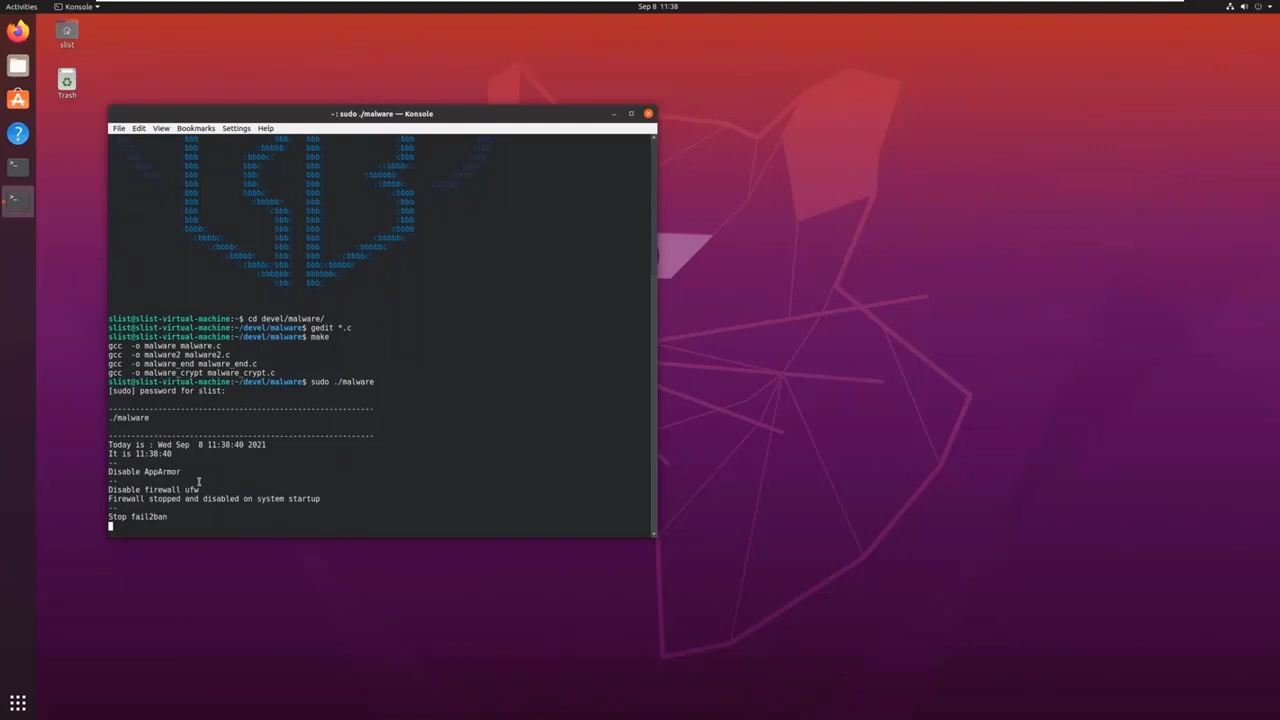 Activities
Konsole
Sep 8 11:38
slist
Trash
- : sudo ./malware — Konsole
File Edit View Bookmarks Settings Help
slist@slist-virtual-machine:~$ cd devel/malware/
slist@slist-virtual-machine:~/devel/malware$ gedit *.c
slist@slist-virtual-machine:~/devel/malware$ make
gcc -o malware malware.c
gcc -o malware2 malware2.c
gcc -o malware_end malware_end.c
gcc -o malware_crypt malware_crypt.c
slist@slist-virtual-machine:~/devel/malware$ sudo ./malware
[sudo] password for slist:
-----------------------------------------------------------
./malware
-----------------------------------------------------------
Today is : Wed Sep  8 11:38:40 2021
It is 11:38:40
--
Disable AppArmor
--
Disable firewall ufw
Firewall stopped and disabled on system startup
--
Stop fail2ban